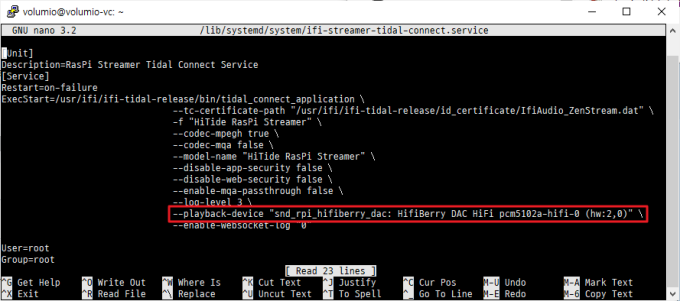 volumio@volumio-vc: ~
GNU nano 3.2 /lib/systemd/system/ifi-streamer-tidal-connect.service
[Unit]
Description=RasPi Streamer Tidal Connect Service
[Service]
Restart=on-failure
ExecStart=/usr/ifi/ifi-tidal-release/bin/tidal_connect_application \
--tc-certificate-path "/usr/ifi/ifi-tidal-release/id_certificate/IfiAudio_ZenStream.dat" \
-f "HiTide RasPi Streamer" \
--codec-mpegh true \
--codec-mqa false \
--model-name "HiTide RasPi Streamer" \
--disable-app-security false \
--disable-web-security false \
--enable-mqa-passthrough false \
--log-level 3 \
--playback-device "snd_rpi_hifiberry_dac: HifiBerry DAC HiFi pcm5102a-hifi-0 (hw:2,0)" \
--enable-websocket-log "0"
User=root
Group=root
[ Read 23 lines ]
^G Get Help ^O Write Out ^W Where Is ^K Cut Text ^J Justify ^C Cur Pos M-U Undo M-A Mark Text
^X Exit ^R Read File ^\ Replace ^U Uncut Text ^T To Spell ^_ Go To Line M-E Redo M-6 Copy Text